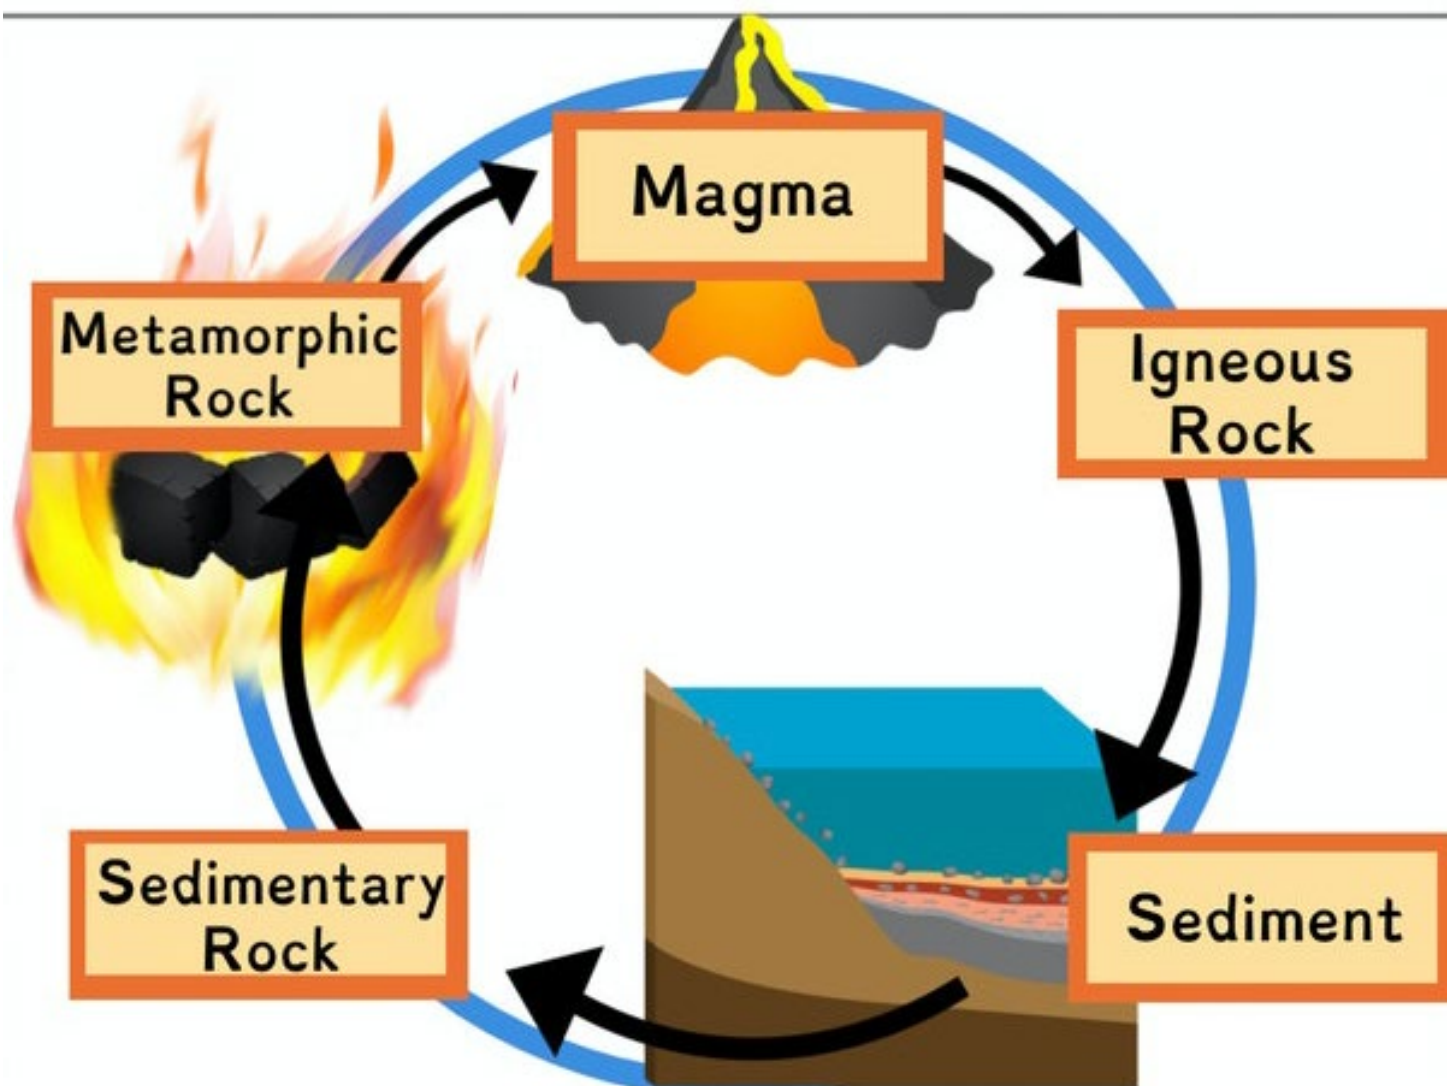 Magma
Metamorphic
Rock
Igneous
Rock
Sedimentary
Rock
Sediment